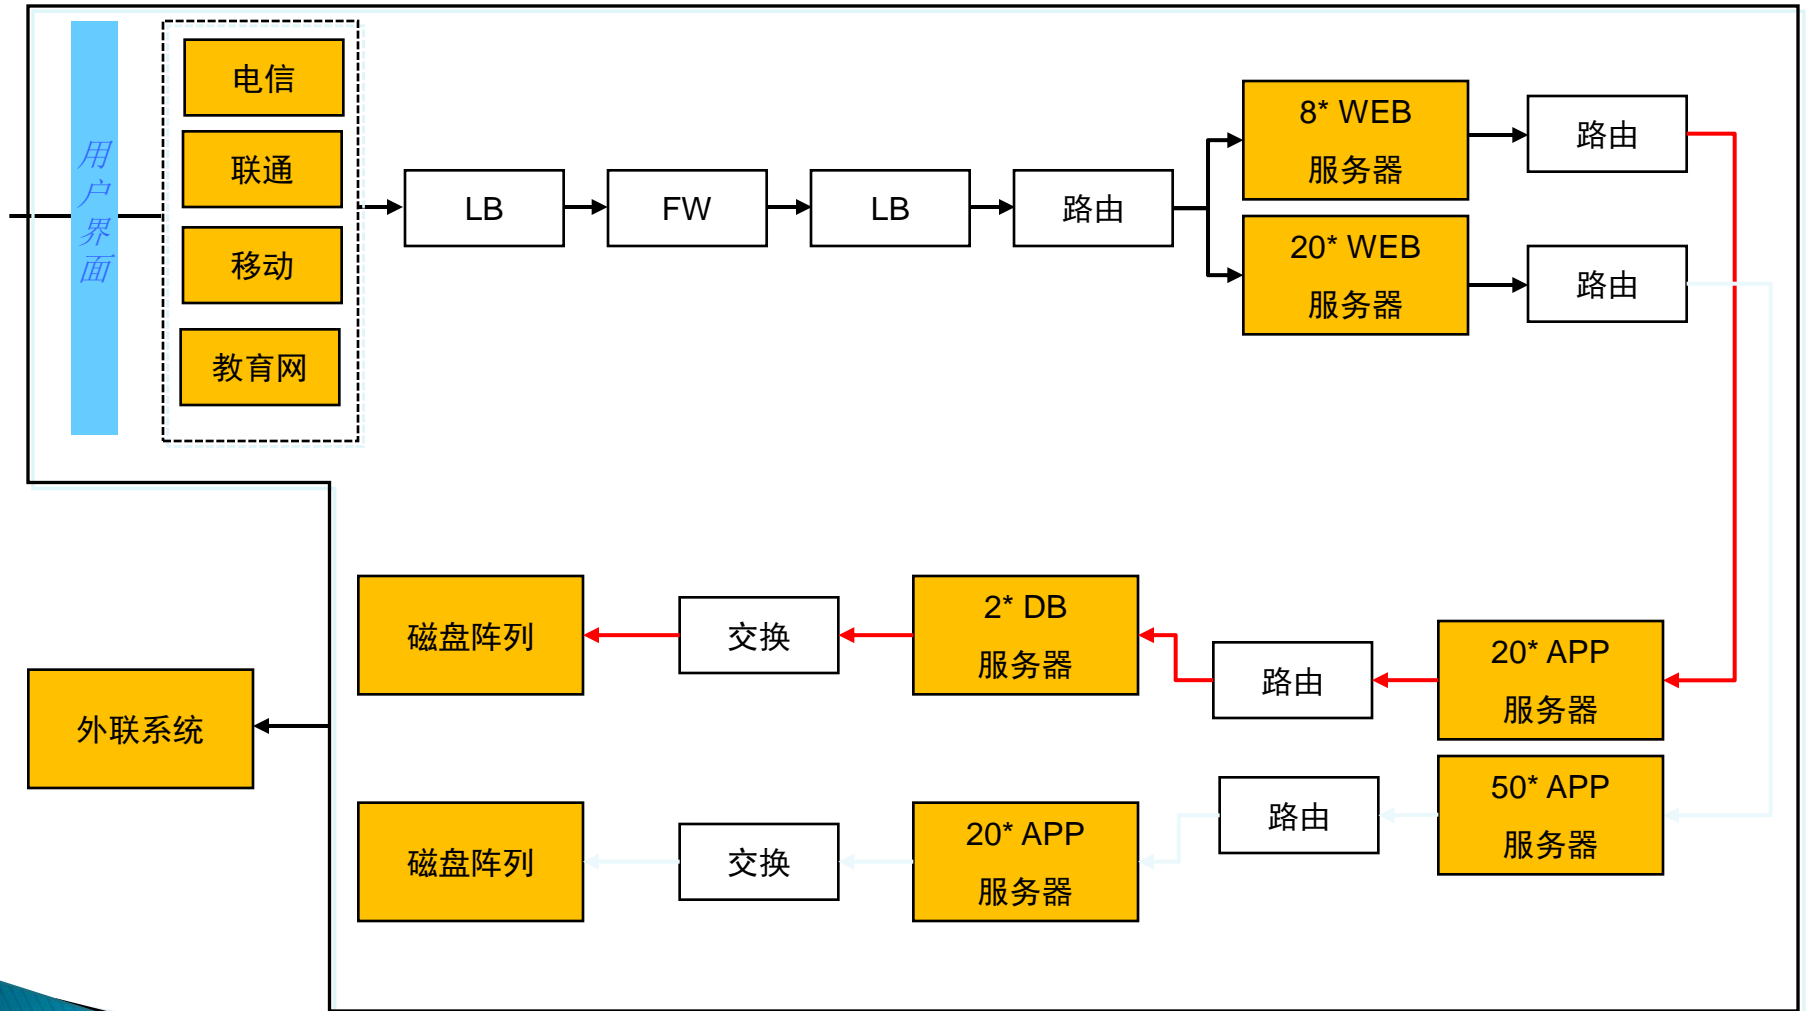 用
户
界
面
电信
联通
移动
教育网
LB
FW
LB
路由
8* WEB
服务器
20* WEB
服务器
路由
路由
磁盘阵列
交换
2* DB
服务器
路由
20* APP
服务器
外联系统
磁盘阵列
交换
20* APP
服务器
路由
50* APP
服务器